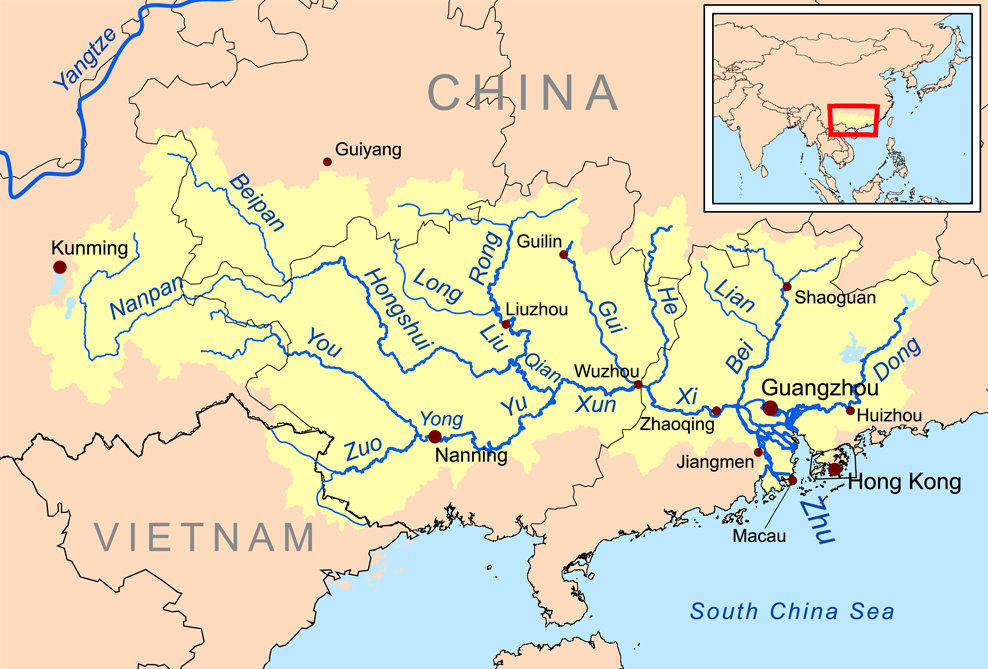 Yangtze
CHINA
Guiyang
Beipan
Kunming
Nanpan
Hongshui
Long
Rong
Guilin
Liuzhou
Liu
Gui
He
Lian
Shaoguan
You
Qian
Wuzhou
Bei
Dong
Guangzhou
Yong
Yu
Xun
Xi
Zhaoqing
Huizhou
Zuo
Nanning
Jiangmen
Hong Kong
VIETNAM
Macau
Zhu
South China Sea